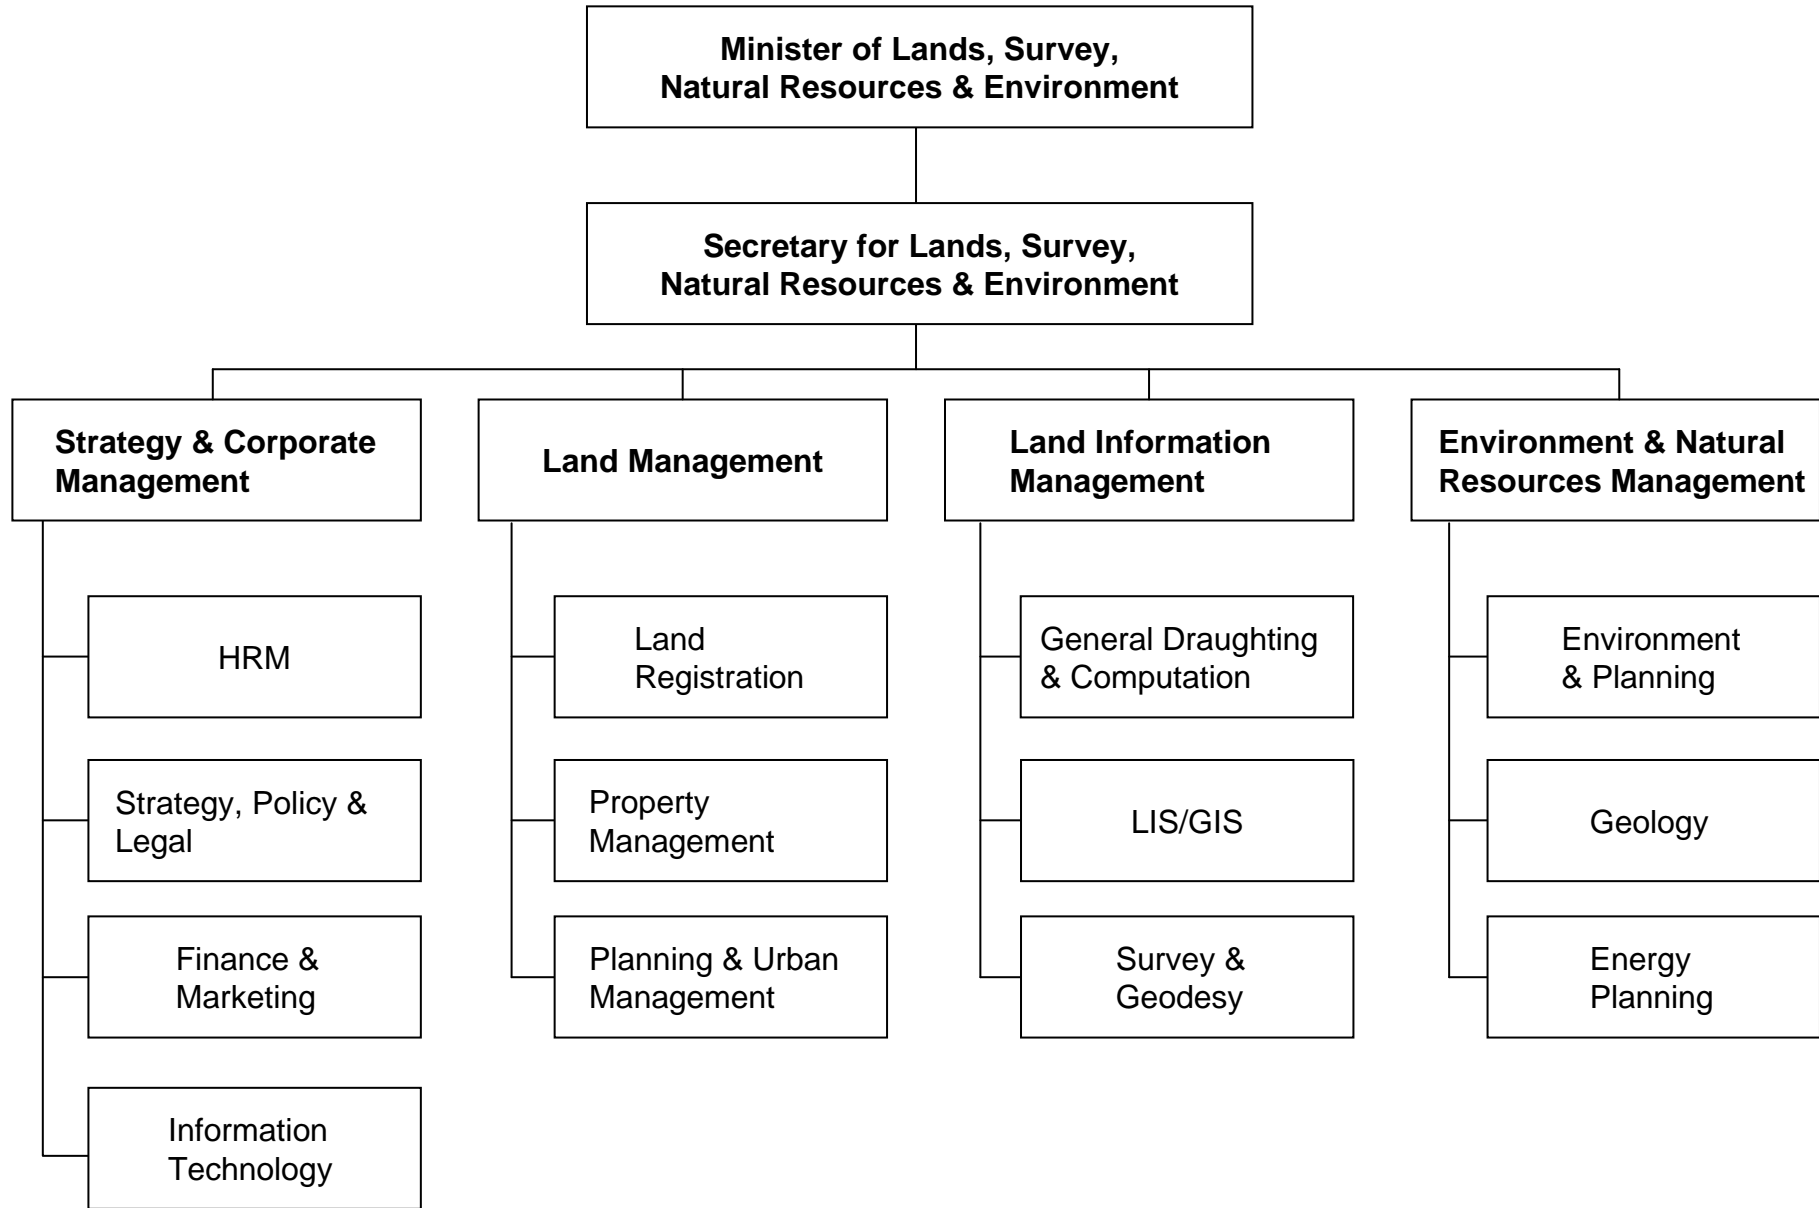 Minister of Lands, Survey,
Natural Resources & Environment
Secretary for Lands, Survey,
Natural Resources & Environment
Strategy & Corporate
Management
Land Management
Land Information
Management
Environment & Natural
Resources Management
HRM
Strategy, Policy &
Legal
Finance &
Marketing
Information
Technology
Land
Registration
Property
Management
Planning & Urban
Management
General Draughting
& Computation
LIS/GIS
Survey &
Geodesy
Environment
& Planning
Geology
Energy
Planning